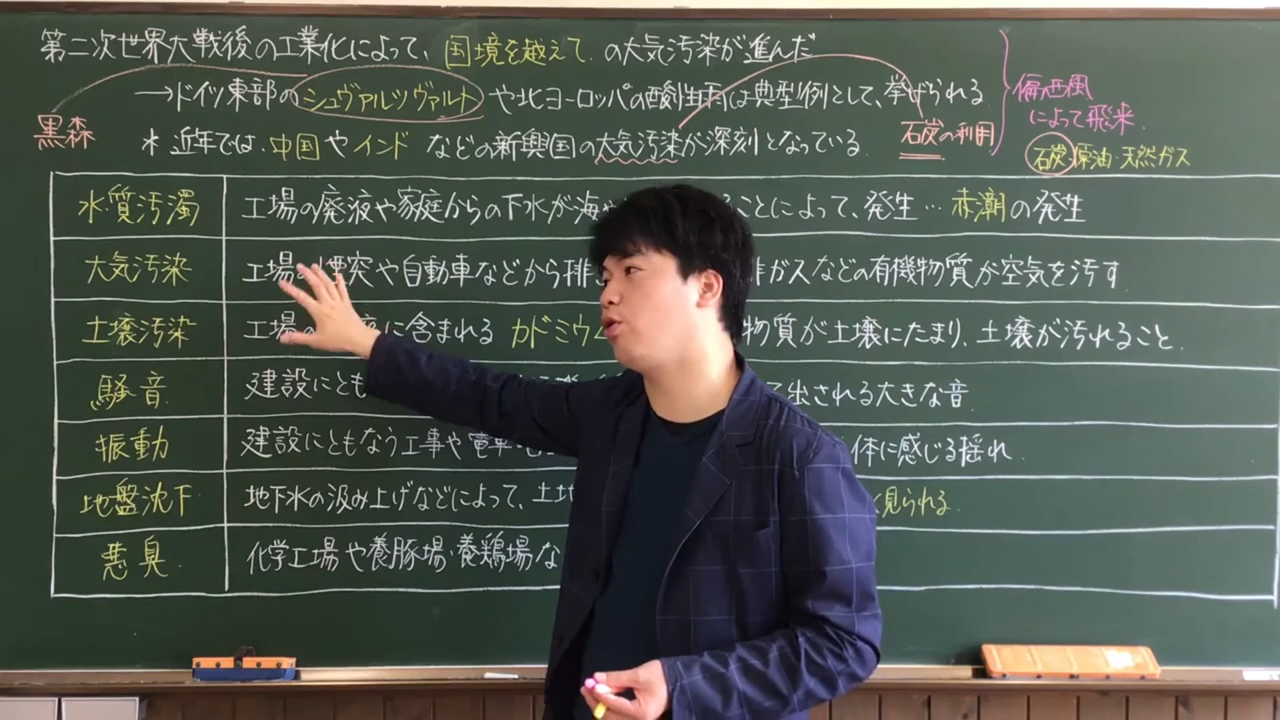 第二次世界大戦後の工業化によって、国境を越えての大気汚染が進んだ
→ドイツ東部のシュヴァルツヴァルトや北ヨーロッパの酸性雨は典型例として、挙げられる
黒森
＊近年では、中国やインドなどの新興国の大気汚染が深刻となっている
石炭の利用
偏西風
によって飛来
石炭・原油・天然ガス
水質汚濁 工場の廃液や家庭からの下水が海や ることによって、発生…赤潮の発生
大気汚染 工場の煙突や自動車などから排 ガスなどの有機物質が空気を汚す
土壌汚染 工場の に含まれるカドミウム 物質が土壌にたまり、土壌が汚れること
騒音 建設にとも 出される大きな音
振動 建設にともなう工事や電車 体に感じる揺れ
地盤沈下 地下水の汲み上げなどによって、土地 見られる
悪臭 化学工場や養豚場・養鶏場な